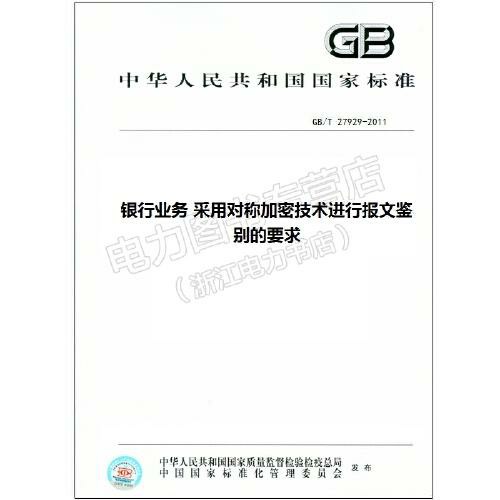 GB
中华人民共和国国家标准
GB/T 27929-2011
银行业务 采用对称加密技术进行报文鉴
别的要求
电力图书专营店
（浙江电力书店）
中华人民共和国国家质量监督检验检疫总局
中国国家标准化管理委员会
发布